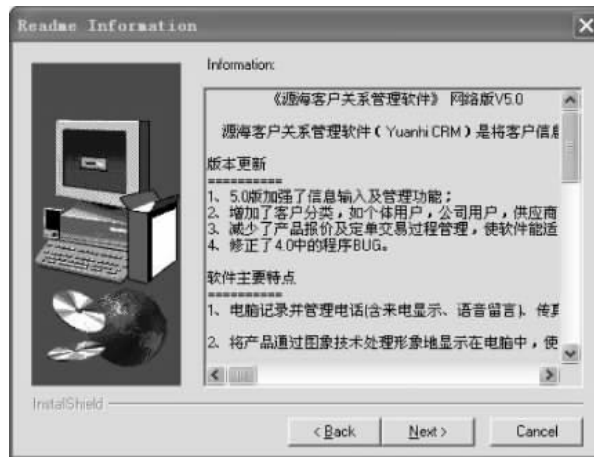 Readme Information
Information:
《源海客户关系管理软件》 网络版V5.0
源海客户关系管理软件（Yuanhi CRM）是将客户信息
版本更新
==========
1、 5.0版加强了信息输入及管理功能；
2、 增加了客户分类，如个体用户，公司用户，供应商
3、 减少了产品报价及定单交易过程管理，使软件能适
4、 修正了4.0中的程序BUG。
软件主要特点
==========
1、 电脑记录并管理电话(含来电显示、语音留言)、传真
2、 将产品通过图象技术处理形象地显示在电脑中，使
InstallShield
< Back
Next >
Cancel